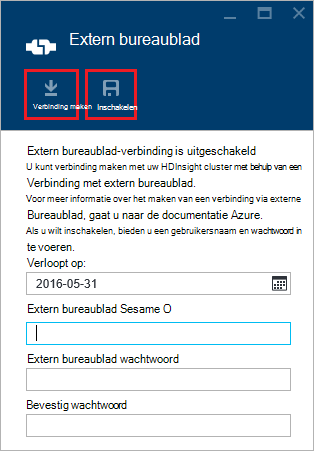 Extern bureaublad
Verbinding maken
Inschakelen
Extern bureaublad-verbinding is uitgeschakeld
U kunt verbinding maken met uw HDInsight cluster met behulp van een
Verbinding met extern bureaublad.
Voor meer informatie over het maken van een verbinding via externe
Bureaublad, gaat u naar de documentatie Azure.
Als u wilt inschakelen, bieden u een gebruikersnaam en wachtwoord in
te voeren.
Verloopt op:
2016-05-31
Extern bureaublad Sesame O
Extern bureaublad wachtwoord
Bevestig wachtwoord